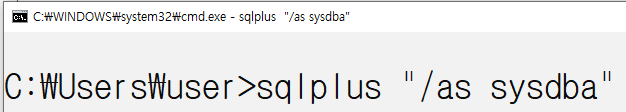 C:₩WINDOWS₩system32₩cmd.exe - sqlplus  "/as sysdba"
C:₩Users₩user>sqlplus "/as sysdba"